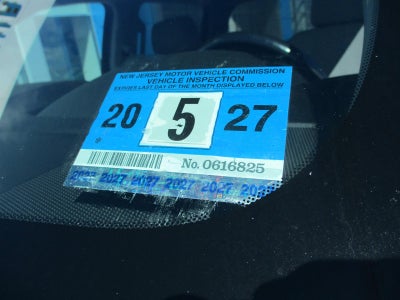 NEW JERSEY MOTOR VEHICLE COMMISSION
VEHICLE INSPECTION
EXPIRES LAST DAY OF THE MONTH DISPLAYED BELOW
20 5 27
No. 0616825
2027 2027 2027 2027 2027